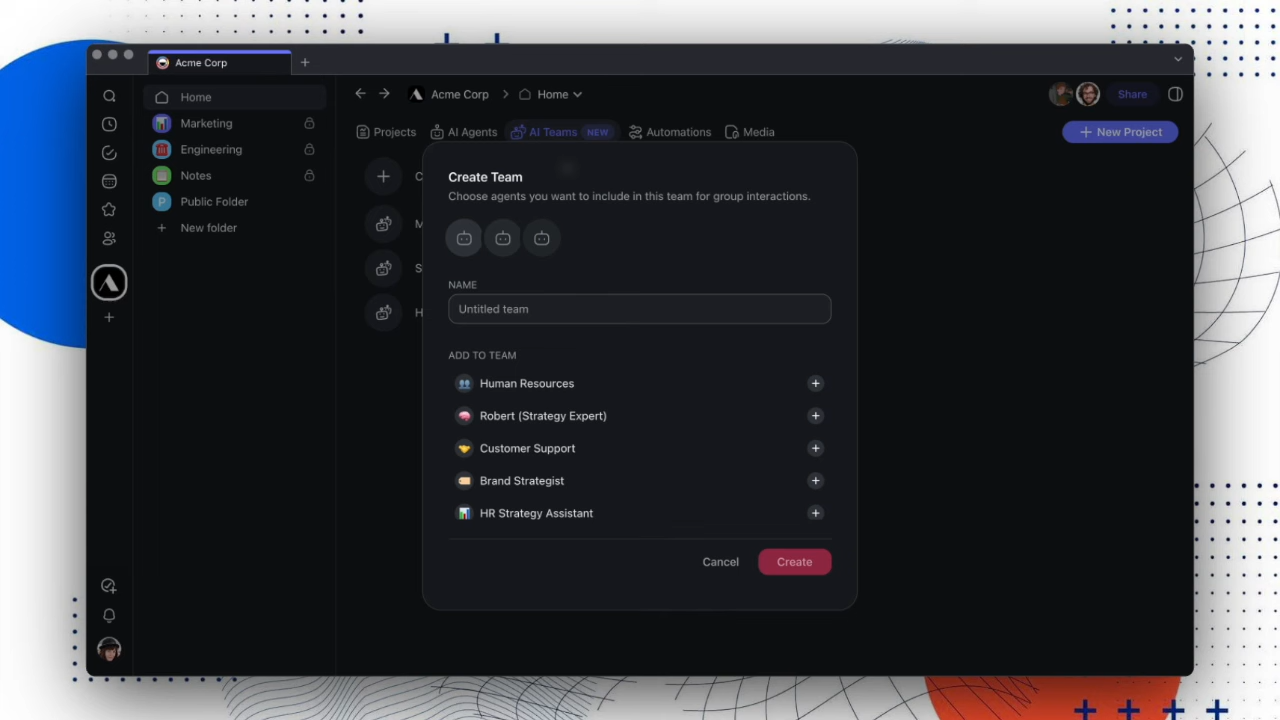 Acme Corp
Home
Marketing
Engineering
Notes
P Public Folder
New folder
Acme Corp > Home
Share
Projects AI Agents AI Teams NEW Automations Media
+ New Project
C
M
S
H
Create Team
Choose agents you want to include in this team for group interactions.
NAME
Untitled team
ADD TO TEAM
Human Resources +
Robert (Strategy Expert) +
Customer Support +
Brand Strategist +
HR Strategy Assistant +
Cancel Create